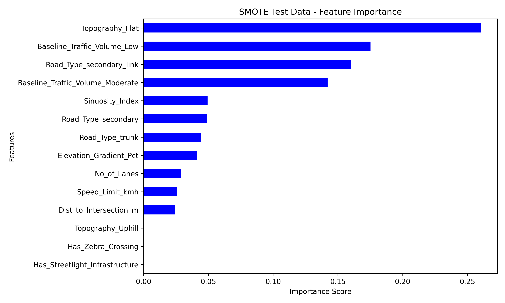 SMOTE Test Data - Feature Importance
Topography_Flat
Baseline_Traffic_Volume_Low
Road_Type_secondary_link
Baseline_Traffic_Volume_Moderate
Sinuosity_Index
Road_Type_secondary
Road_Type_trunk
Elevation_Gradient_Pct
No_of_Lanes
Speed_Limit_kmh
Dist_to_Intersection_m
Topography_Uphill
Has_Zebra_Crossing
Has_Streetlight_Infrastructure
Features
0.00 0.05 0.10 0.15 0.20 0.25
Importance Score